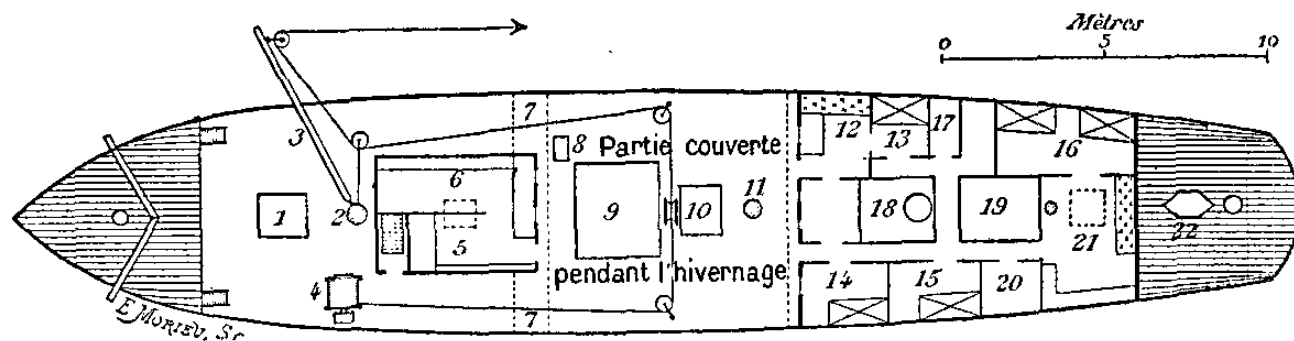 Mètres
0 5 10
7
3 8 Partie couverte 12 13 17 16
6
1 2 9 10 11 18 19 21 22
5
pendant l'hivernage
4 14 15 20
7
E. MORIEU, Sc